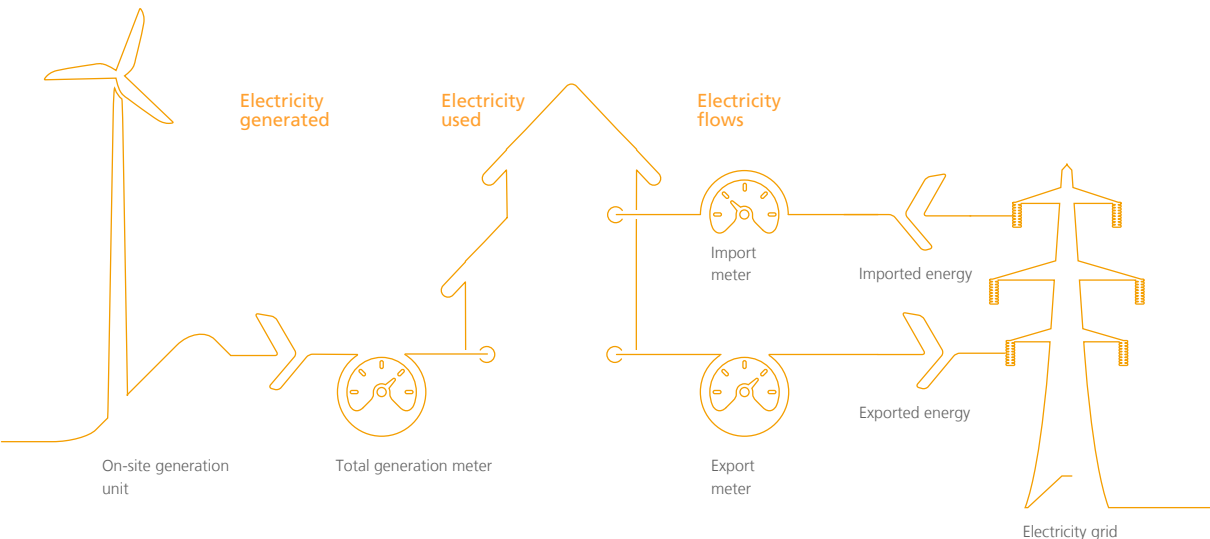 Electricity
generated
Electricity
used
Electricity
flows
Import
meter
Imported energy
Exported energy
On-site generation
unit
Total generation meter
Export
meter
Electricity grid